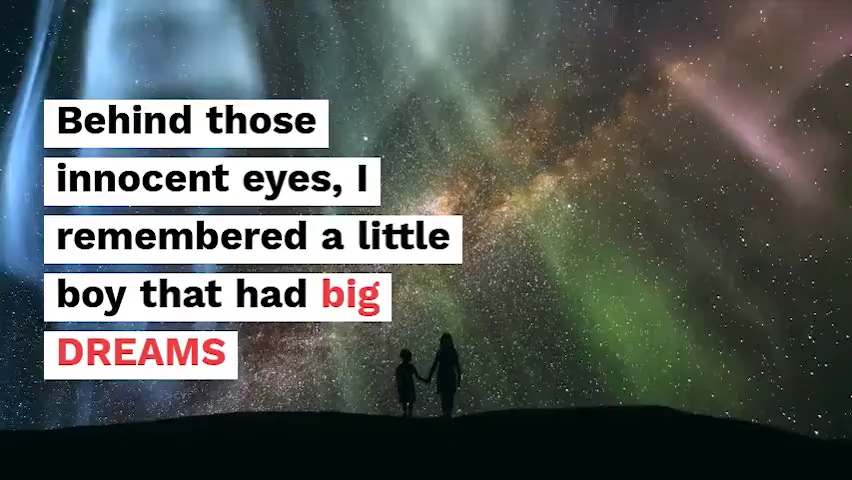 Behind those
innocent eyes, I
remembered a little
boy that had big
DREAMS